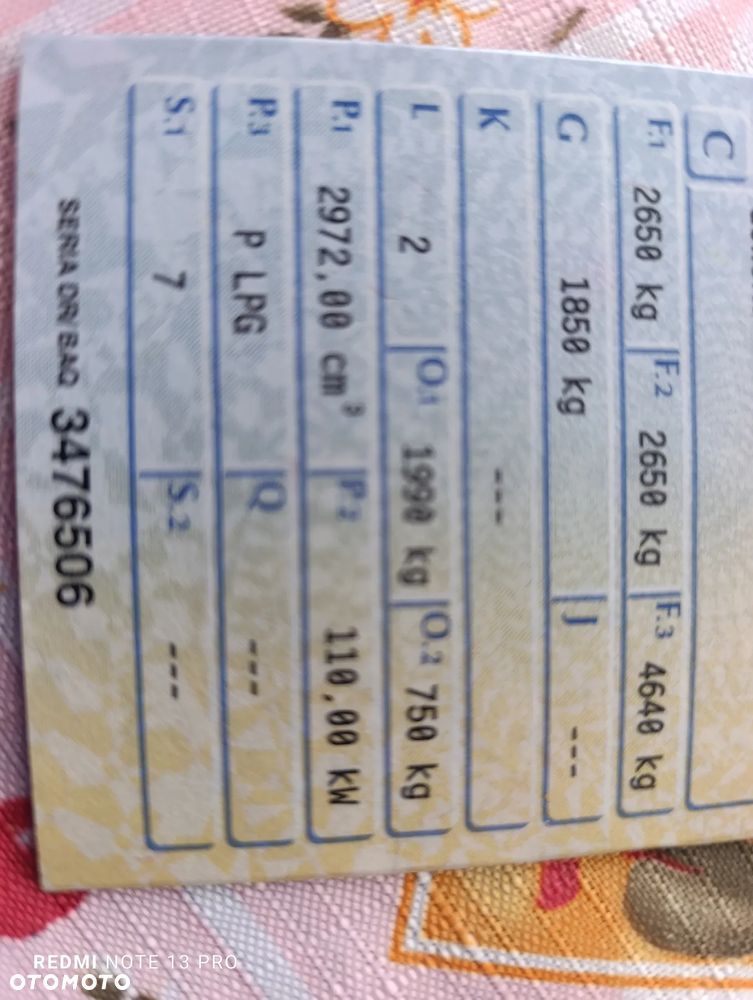 C
F.1 2650 kg F.2 2650 kg F.3 4640 kg
G 1850 kg J ---
K ---
L 2 O.1 1990 kg O.2 750 kg
P.1 2972,00 cm³ P.2 110,00 kW
P.3 P LPG Q ---
S.1 7 S.2 ---
SERIA DR/BAQ 3476506
REDMI NOTE 13 PRO
OTOMOTO